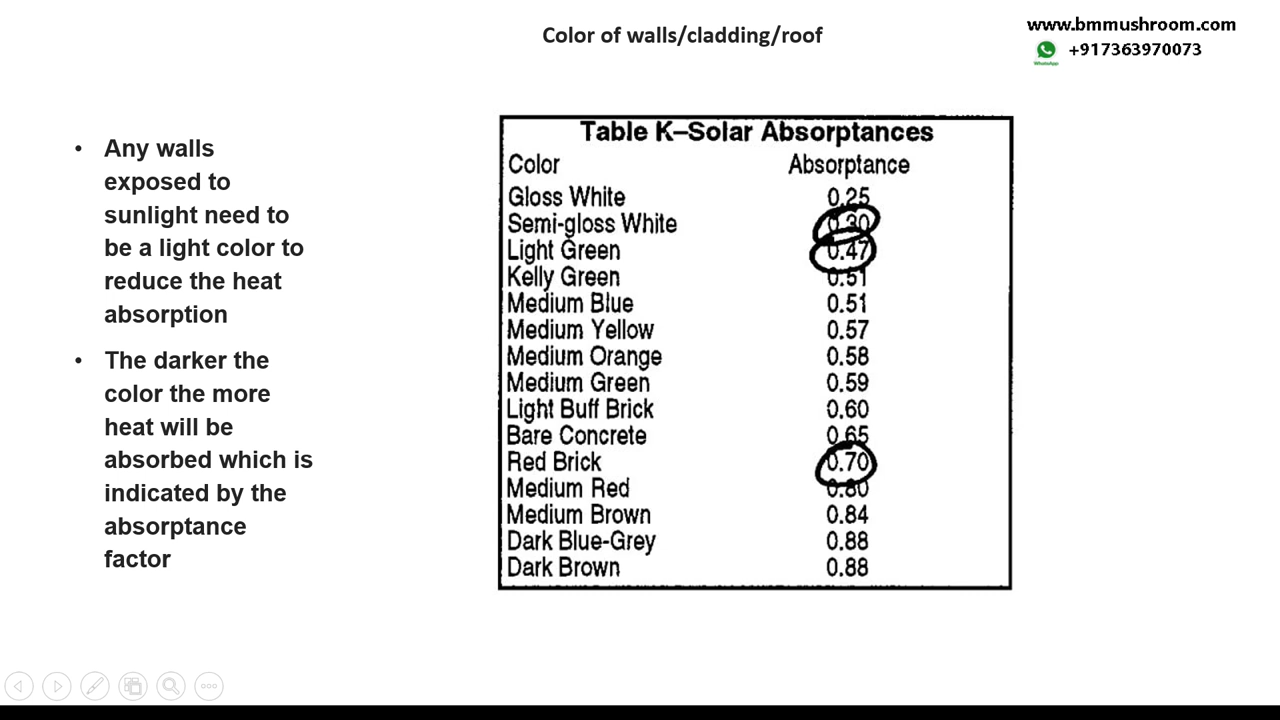 Color of walls/cladding/roof
www.bmmushroom.com
WhatsApp
+917363970073
• Any walls
exposed to
sunlight need to
be a light color to
reduce the heat
absorption
• The darker the
color the more
heat will be
absorbed which is
indicated by the
absorptance
factor
Table K–Solar Absorptances
Color Absorptance
Gloss White 0.25
Semi-gloss White 0.30
Light Green 0.47
Kelly Green 0.51
Medium Blue 0.51
Medium Yellow 0.57
Medium Orange 0.58
Medium Green 0.59
Light Buff Brick 0.60
Bare Concrete 0.65
Red Brick 0.70
Medium Red 0.80
Medium Brown 0.84
Dark Blue-Grey 0.88
Dark Brown 0.88